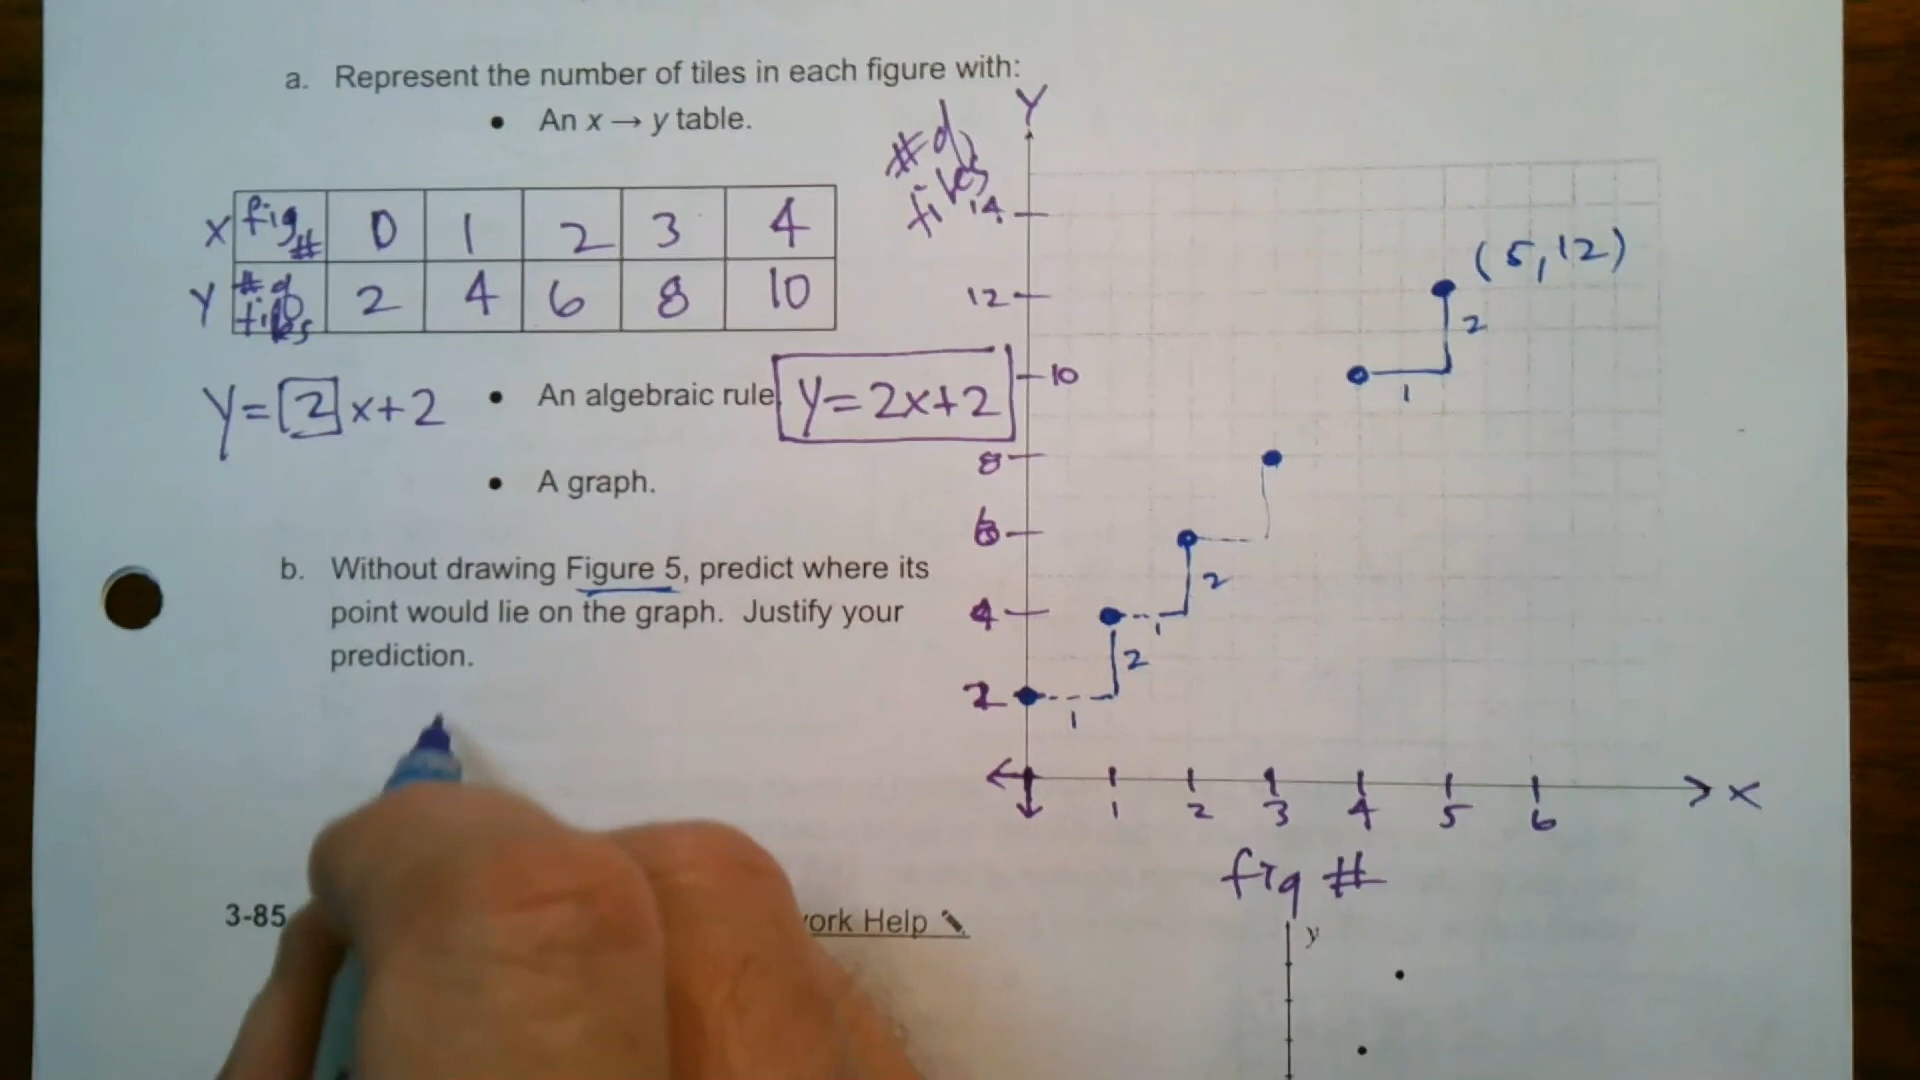 a. Represent the number of tiles in each figure with:
• An x → y table.
X fig # 0 1 2 3 4
Y # of tiles 2 4 6 8 10
Y=2x+2
• An algebraic rule. Y=2x+2
• A graph.
b. Without drawing Figure 5, predict where its
point would lie on the graph. Justify your
prediction.
3-85
ork Help
Y
# of
tiles
14
(5,12)
12
2
10
1
8
6
2
4
1
2
2
1
1 2 3 4 5 6
X
fig #
y